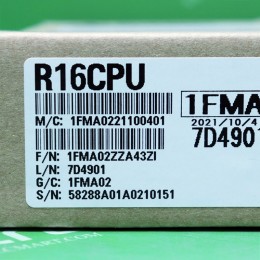 R16CPU
1FMA
M/C: 1FMA0221100401
2021/10/4
7D4901
F/N: 1FMA02ZZA43ZI
L/N: 7D4901
G/C: 1FMA02
S/N: 58288A01A0210151